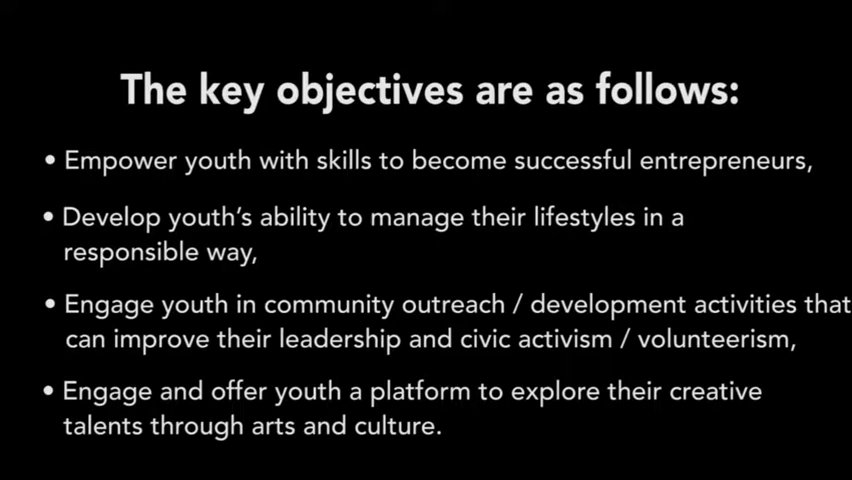 The key objectives are as follows:
• Empower youth with skills to become successful entrepreneurs,
• Develop youth's ability to manage their lifestyles in a
responsible way,
• Engage youth in community outreach / development activities that
can improve their leadership and civic activism / volunteerism,
• Engage and offer youth a platform to explore their creative
talents through arts and culture.